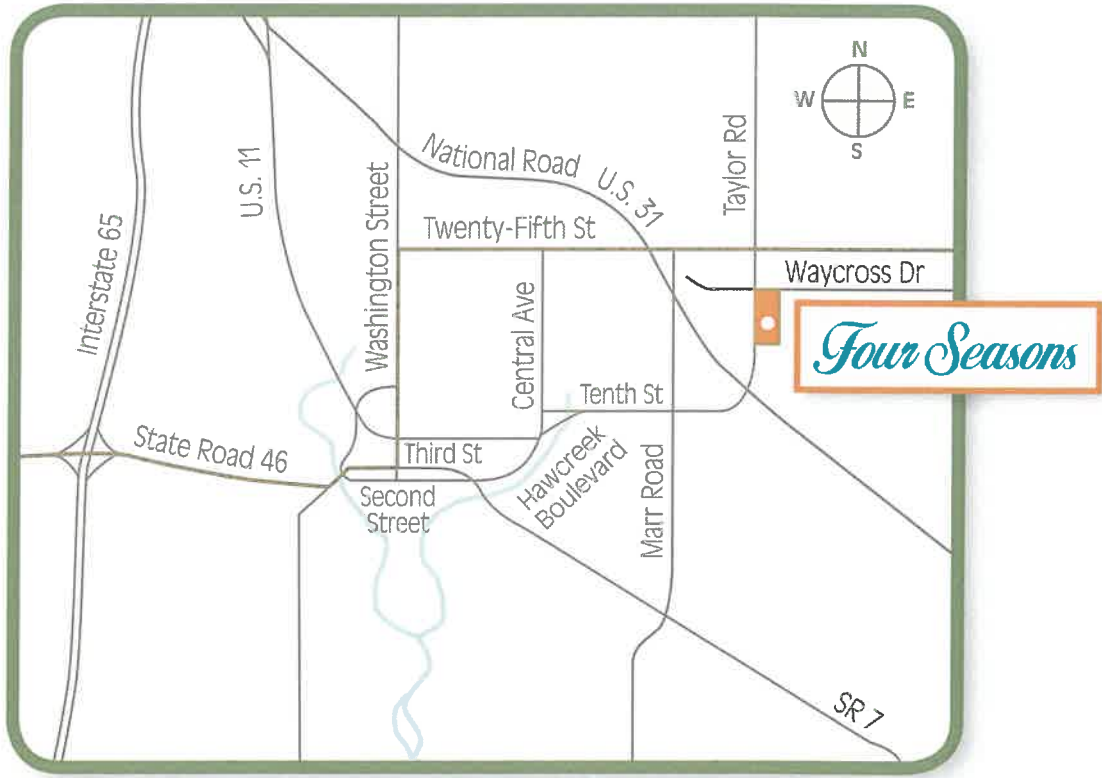 N
W E
S
National Road
U.S. 31
Taylor Rd
U.S. 11
Washington Street
Interstate 65
Twenty-Fifth St
Waycross Dr
Four Seasons
Central Ave
Tenth St
State Road 46
Third St
Second
Street
Hawcreek
Boulevard
Marr Road
SR 7